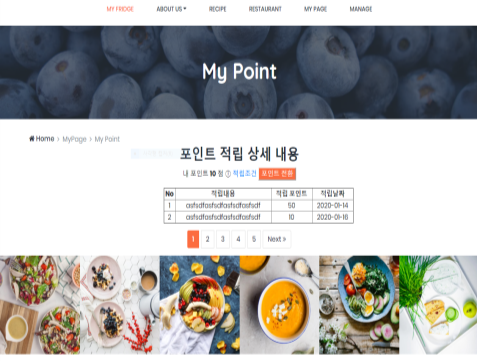 MY FRIDGE ABOUT US RECIPE RESTAURANT MY PAGE MANAGE
My Point
Home > MyPage > My Point
포인트 적립 상세 내용
내 포인트 10 점 ⓘ 적립조건 포인트 전환
No 적립내용 적립 포인트 적립날짜
1 asfsdfasfsdfasfsdfasfsdf 50 2020-01-14
2 asfsdfasfsdfasfsdfasfsdf 10 2020-01-16
1 2 3 4 5 Next »